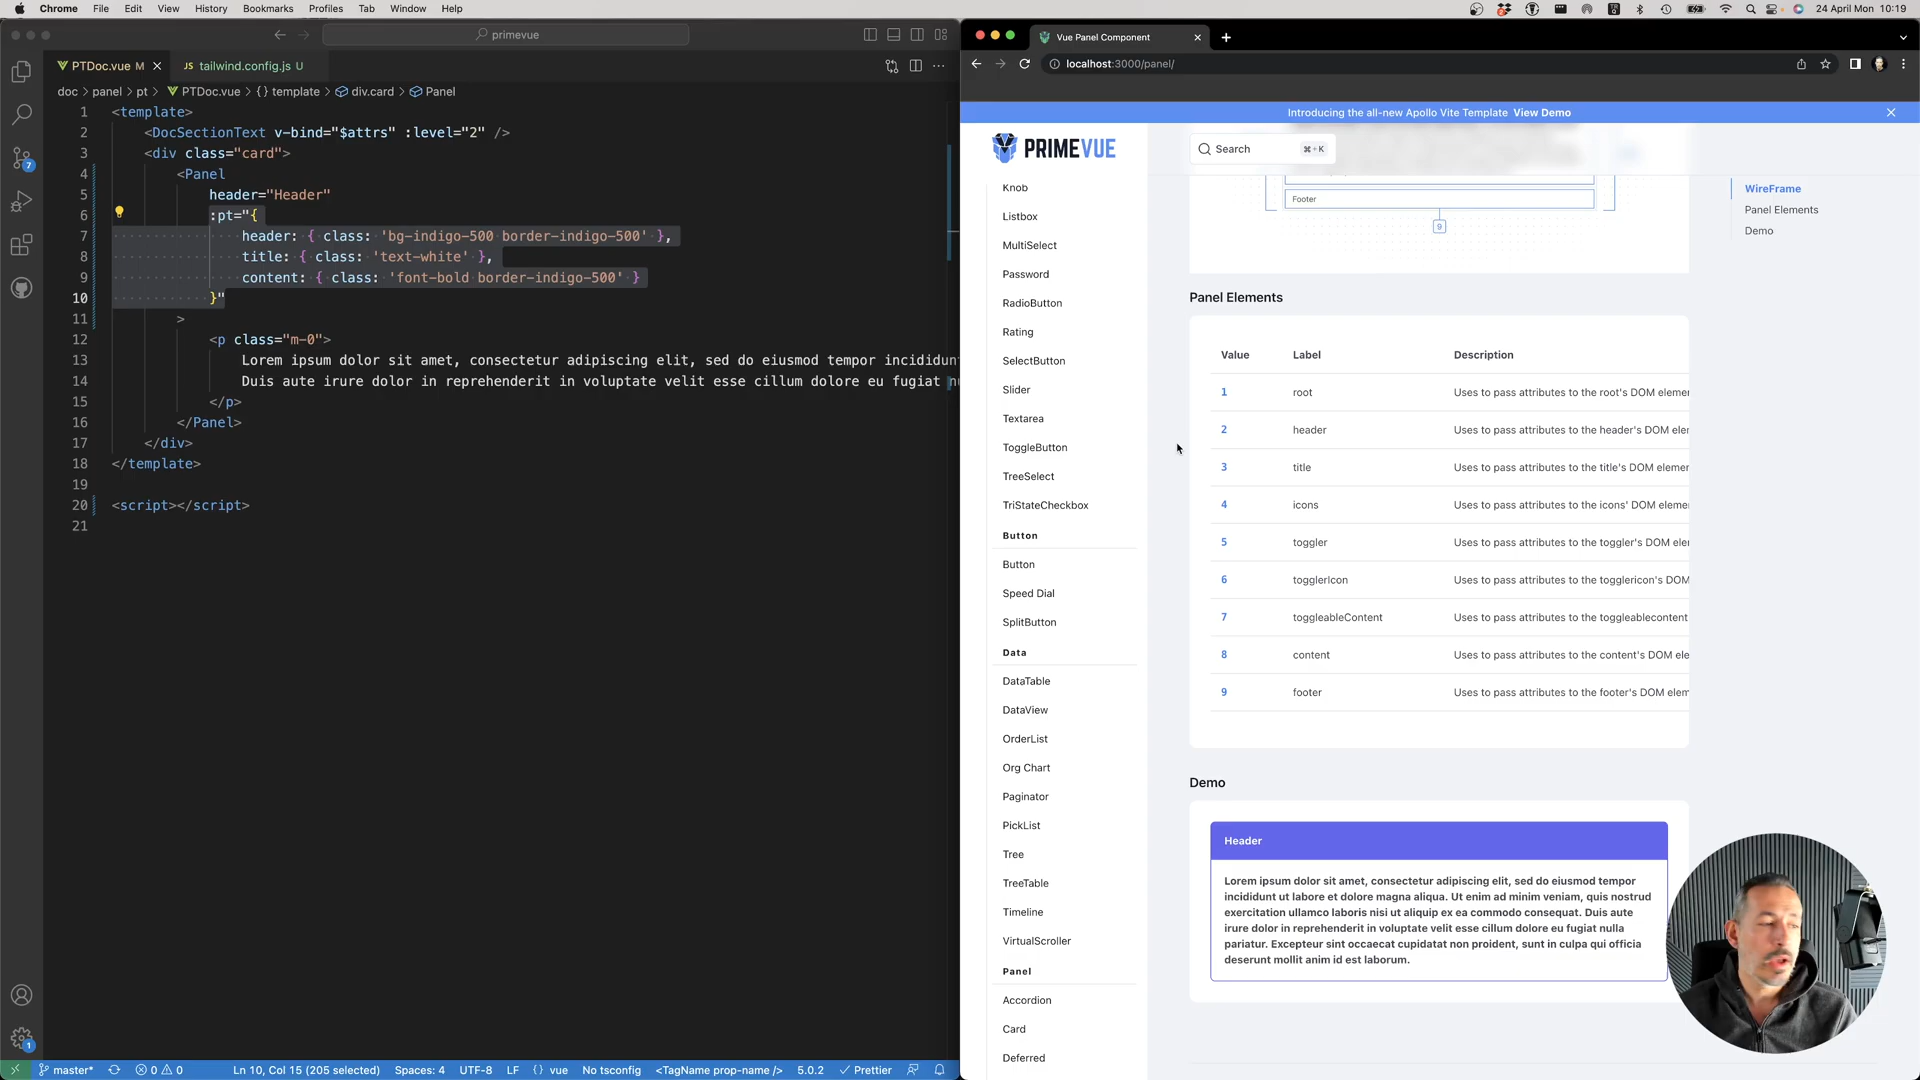 Chrome File Edit View History Bookmarks Profiles Tab Window Help
24 April Mon 10:19
primevue
PTDoc.vue M
JS tailwind.config.js U
doc > panel > pt > PTDoc.vue > {} template > div.card > Panel
1 <template>
2 <DocSectionText v-bind="$attrs" :level="2" />
3 <div class="card">
4 <Panel
5 header="Header"
6 :pt="{
7 header: { class: 'bg-indigo-500 border-indigo-500' },
8 title: { class: 'text-white' },
9 content: { class: 'font-bold border-indigo-500' }
10 }"
11 >
12 <p class="m-0">
13 Lorem ipsum dolor sit amet, consectetur adipiscing elit, sed do eiusmod tempor incididunt
14 Duis aute irure dolor in reprehenderit in voluptate velit esse cillum dolore eu fugiat nu
15 </p>
16 </Panel>
17 </div>
18 </template>
19
20 <script></script>
21
7
1
master* 0 0 Ln 10, Col 15 (205 selected) Spaces: 4 UTF-8 LF {} vue No tsconfig <TagName prop-name /> 5.0.2 Prettier
Vue Panel Component
localhost:3000/panel/
Introducing the all-new Apollo Vite Template View Demo
PRIMEVUE
Search ⌘+K
Knob
Listbox
MultiSelect
Password
RadioButton
Rating
SelectButton
Slider
Textarea
ToggleButton
TreeSelect
TriStateCheckbox
Button
Button
Speed Dial
SplitButton
Data
DataTable
DataView
OrderList
Org Chart
Paginator
PickList
Tree
TreeTable
Timeline
VirtualScroller
Panel
Accordion
Card
Deferred
Footer
9
Panel Elements
Value Label Description
1 root Uses to pass attributes to the root's DOM elemen
2 header Uses to pass attributes to the header's DOM eler
3 title Uses to pass attributes to the title's DOM elemen
4 icons Uses to pass attributes to the icons' DOM eleme
5 toggler Uses to pass attributes to the toggler's DOM eler
6 togglerIcon Uses to pass attributes to the togglericon's DOM
7 toggleableContent Uses to pass attributes to the toggleablecontent
8 content Uses to pass attributes to the content's DOM ele
9 footer Uses to pass attributes to the footer's DOM elem
Demo
Header
Lorem ipsum dolor sit amet, consectetur adipiscing elit, sed do eiusmod tempor
incididunt ut labore et dolore magna aliqua. Ut enim ad minim veniam, quis nostrud
exercitation ullamco laboris nisi ut aliquip ex ea commodo consequat. Duis aute
irure dolor in reprehenderit in voluptate velit esse cillum dolore eu fugiat nulla
pariatur. Excepteur sint occaecat cupidatat non proident, sunt in culpa qui officia
deserunt mollit anim id est laborum.
WireFrame
Panel Elements
Demo